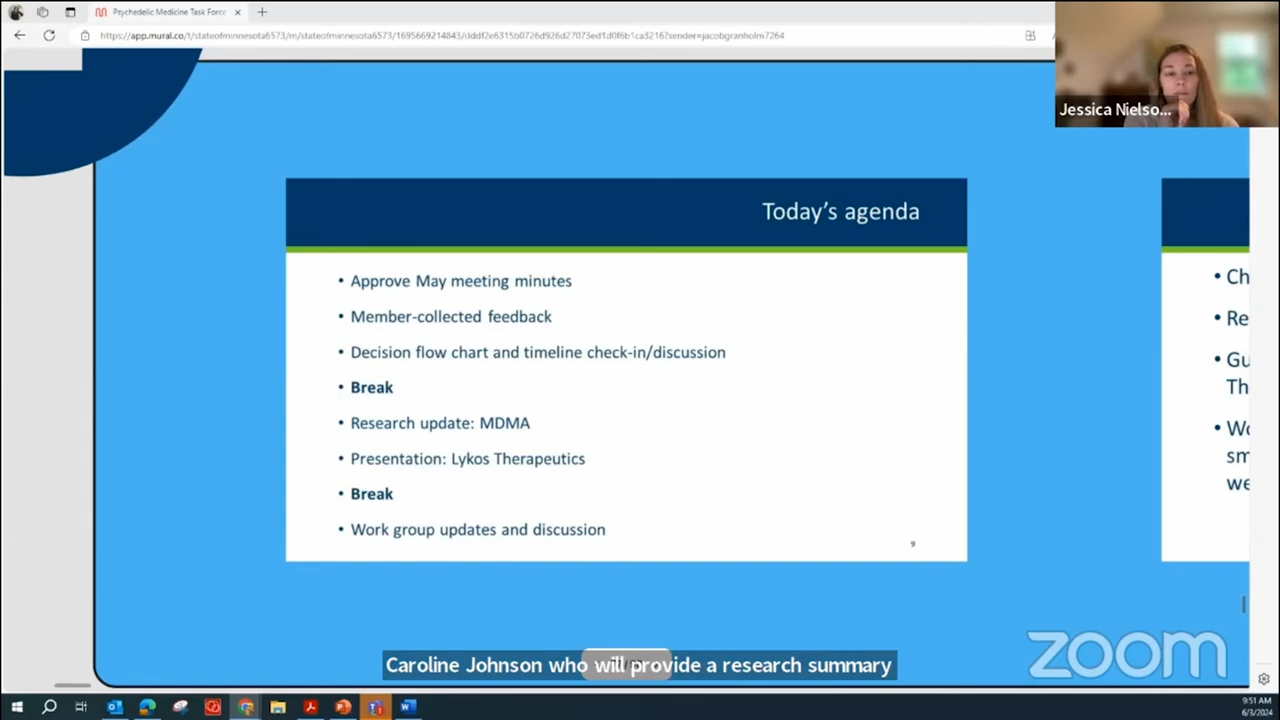 Psychedelic Medicine Task Force
https://app.mural.co/t/stateofminnesota6573/m/stateofminnesota6573/1695669214843/dddf2e6315b0726d926d27073ed1d0f6b1ca3216?sender=jacobgranholm7264
Jessica Nielso...
Today's agenda
• Approve May meeting minutes
• Member-collected feedback
• Decision flow chart and timeline check-in/discussion
• Break
• Research update: MDMA
• Presentation: Lykos Therapeutics
• Break
• Work group updates and discussion
9
• Ch
• Re
• Gu
Th
• Wo
sm
we
zoom
Caroline Johnson who will provide a research summary
9:51 AM
6/3/2024